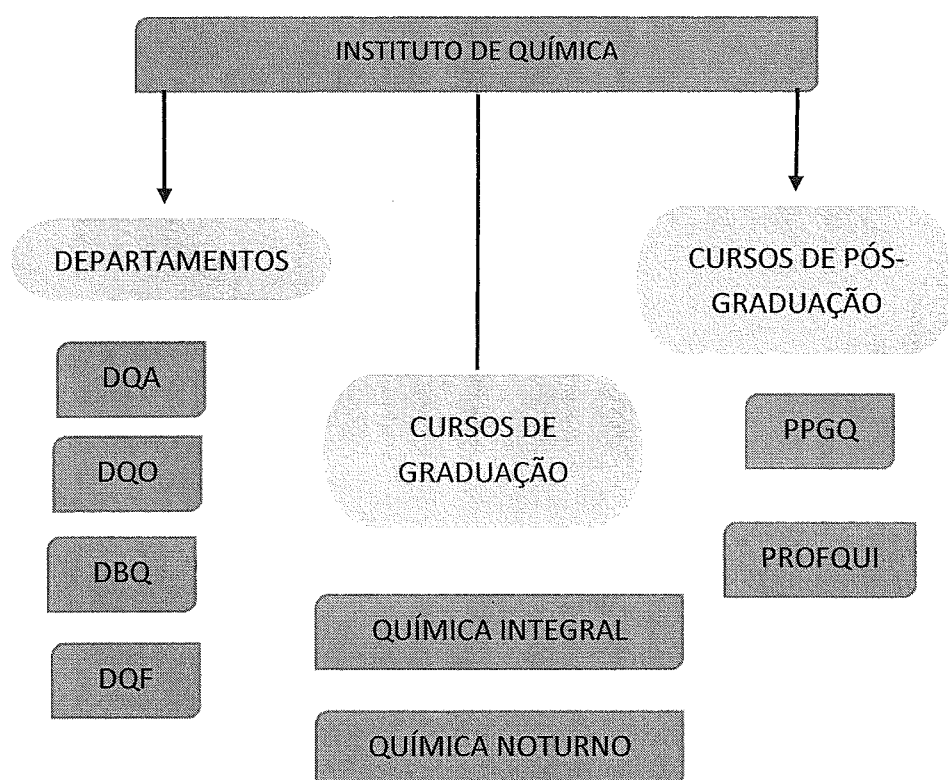 INSTITUTO DE QUÍMICA
DEPARTAMENTOS
DQA
DQO
DBQ
DQF
CURSOS DE
GRADUAÇÃO
QUÍMICA INTEGRAL
QUÍMICA NOTURNO
CURSOS DE PÓS-
GRADUAÇÃO
PPGQ
PROFQUI